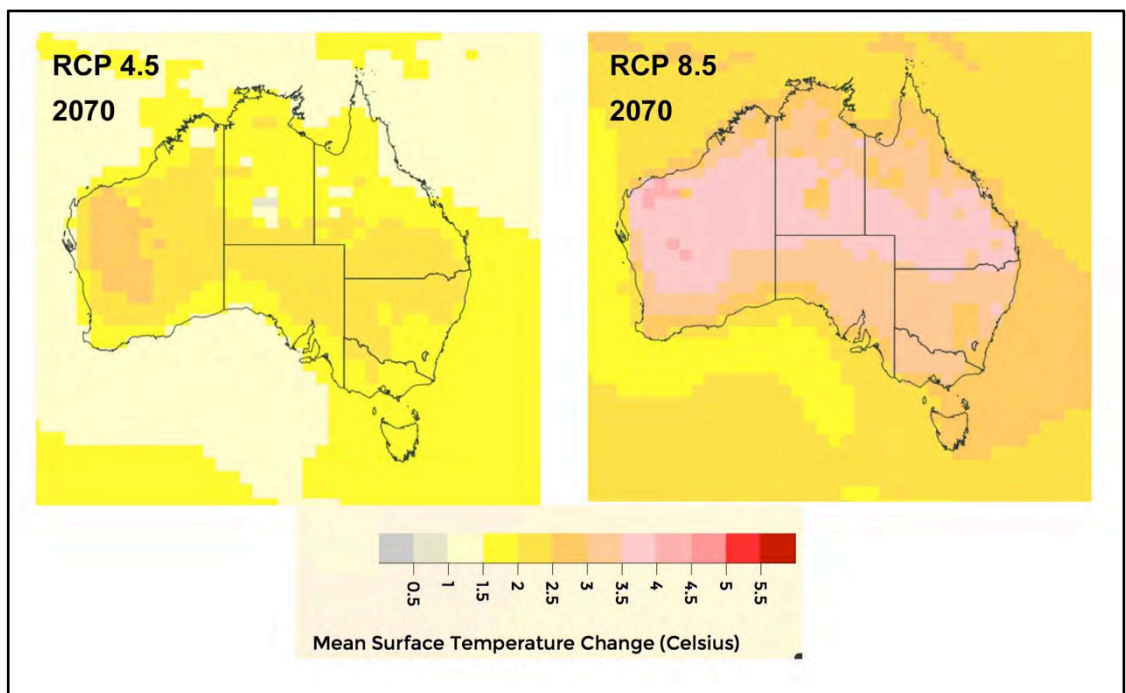 RCP 4.5
2070
RCP 8.5
2070
0.5 1 1.5 2 2.5 3 3.5 4 4.5 5 5.5
Mean Surface Temperature Change (Celsius)